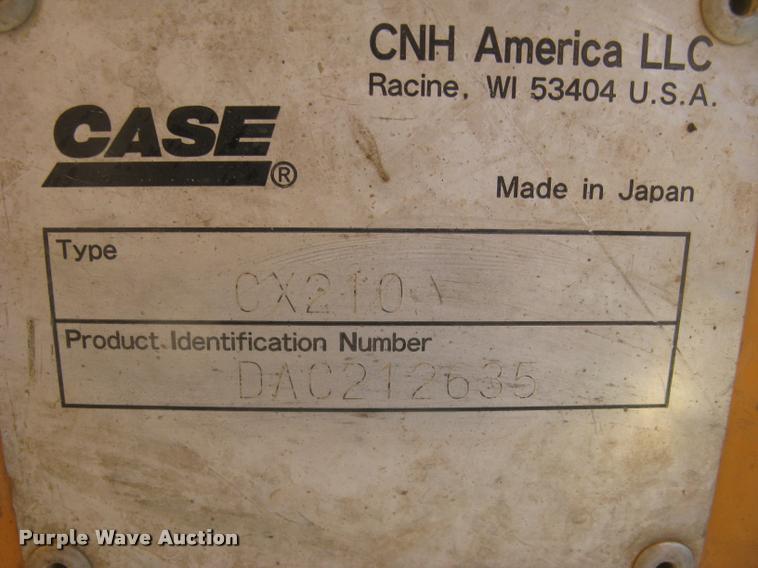 CNH America LLC
Racine, WI 53404 U.S.A.
CASE®
Made in Japan
Type
CX210
Product Identification Number
DAC212635
Purple Wave Auction